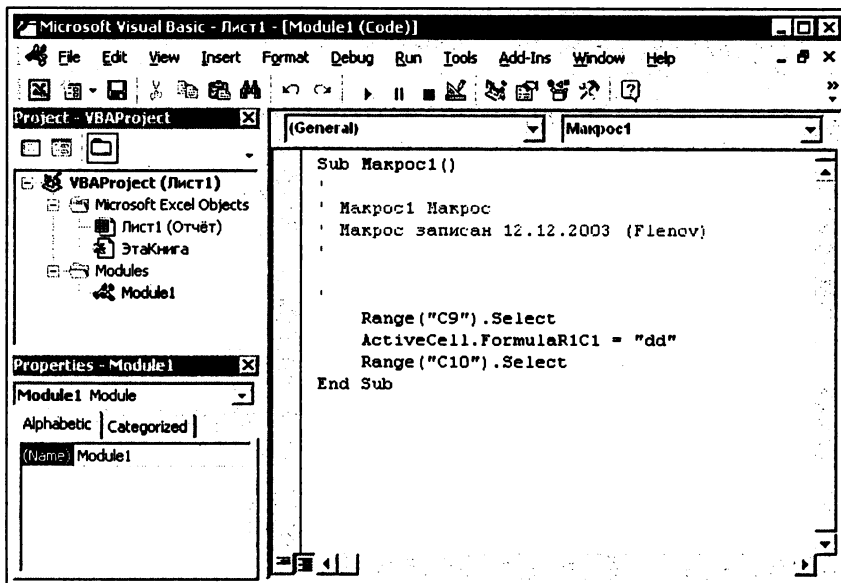 Microsoft Visual Basic - Лист1 - [Module1 (Code)]
File Edit View Insert Format Debug Run Tools Add-Ins Window Help
Project - VBAProject
VBAProject (Лист1)
Microsoft Excel Objects
Лист1 (Отчёт)
ЭтаКнига
Modules
Module1
Properties - Module1
Module1 Module
Alphabetic Categorized
(Name) Module1
(General) Макрос1
Sub Макрос1()
'
' Макрос1 Макрос
' Макрос записан 12.12.2003 (Flenov)
'
'
Range("C9").Select
ActiveCell.FormulaR1C1 = "dd"
Range("C10").Select
End Sub